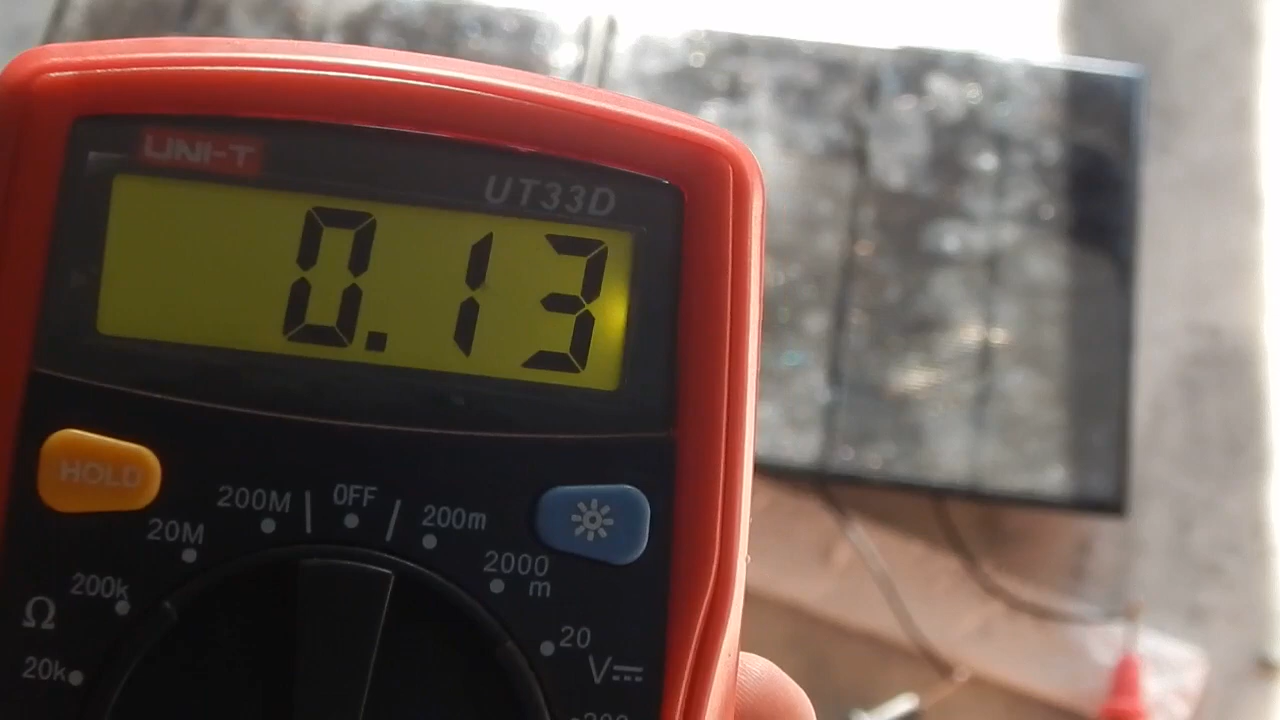 UNI-T
UT33D
0.13
HOLD
200M
OFF
200m
20M
2000
m
200k
Ω
20
V
20k